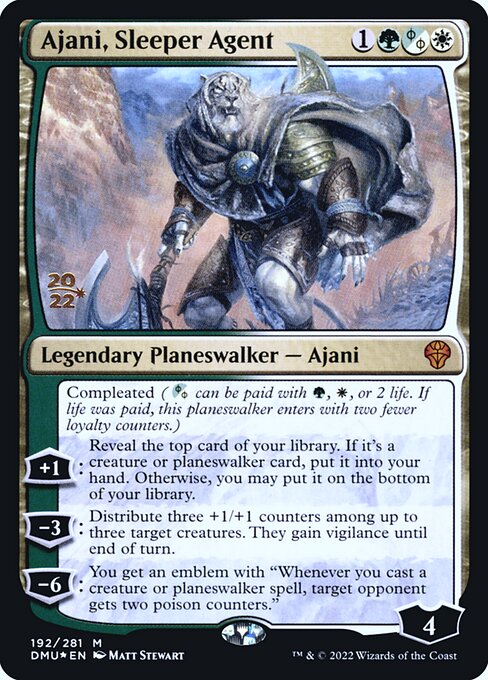 Ajani, Sleeper Agent 1
20
22
Legendary Planeswalker — Ajani
Compleated ( can be paid with , , or 2 life. If
life was paid, this planeswalker enters with two fewer
loyalty counters.)
Reveal the top card of your library. If it's a
+1: creature or planeswalker card, put it into your
hand. Otherwise, you may put it on the bottom
of your library.
−3: Distribute three +1/+1 counters among up to
three target creatures. They gain vigilance until
end of turn.
−6: You get an emblem with “Whenever you cast a
creature or planeswalker spell, target opponent
gets two poison counters.”
4
192/281 M
DMU★EN Matt Stewart
™ & © 2022 Wizards of the Coast